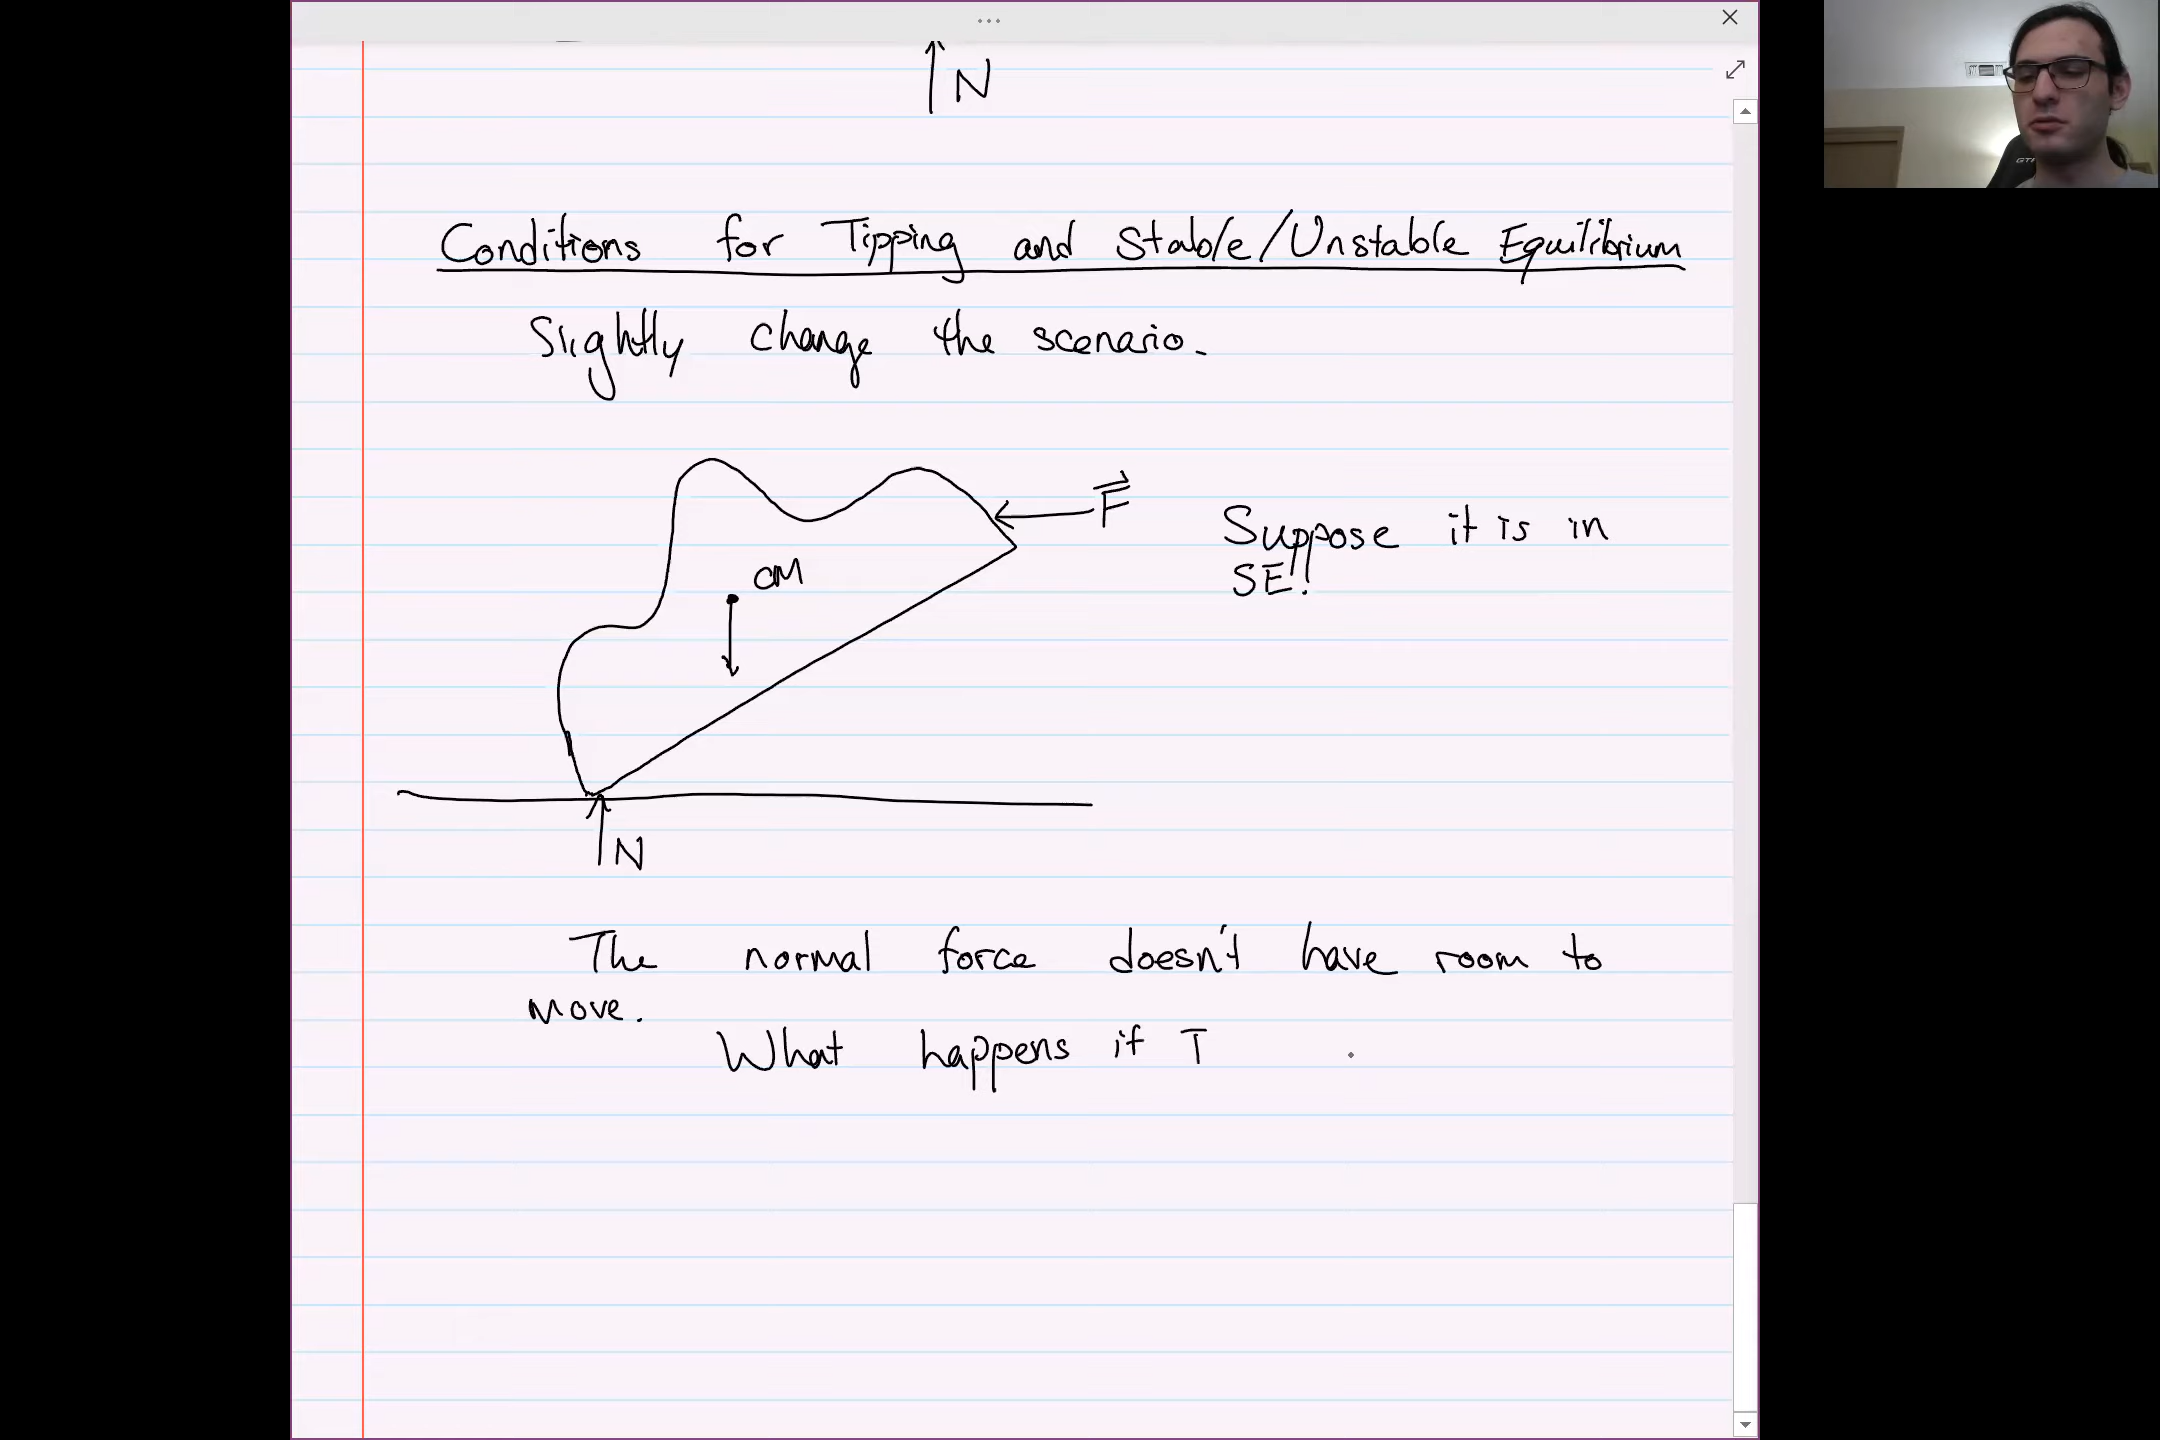 N
Conditions for Tipping and Stable/Unstable Equilibrium
Slightly change the scenario.
F
CM
Suppose it is in
SE!
N
The normal force doesn't have room to
move.
What happens if I